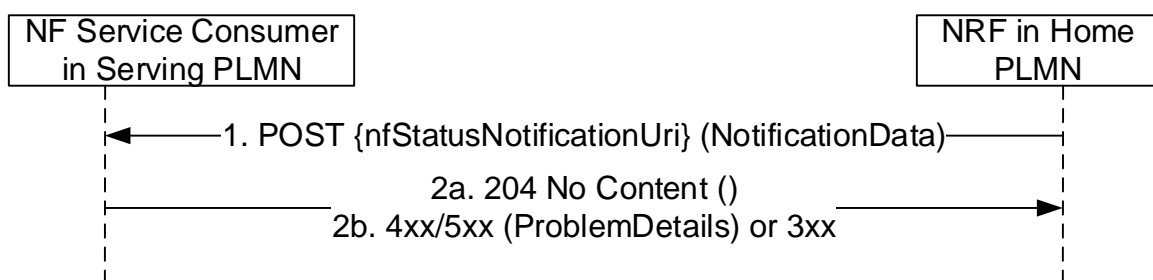 NF Service Consumer
in Serving PLMN
NRF in Home
PLMN
1. POST {nfStatusNotificationUri} (NotificationData)
2a. 204 No Content ()
2b. 4xx/5xx (ProblemDetails) or 3xx